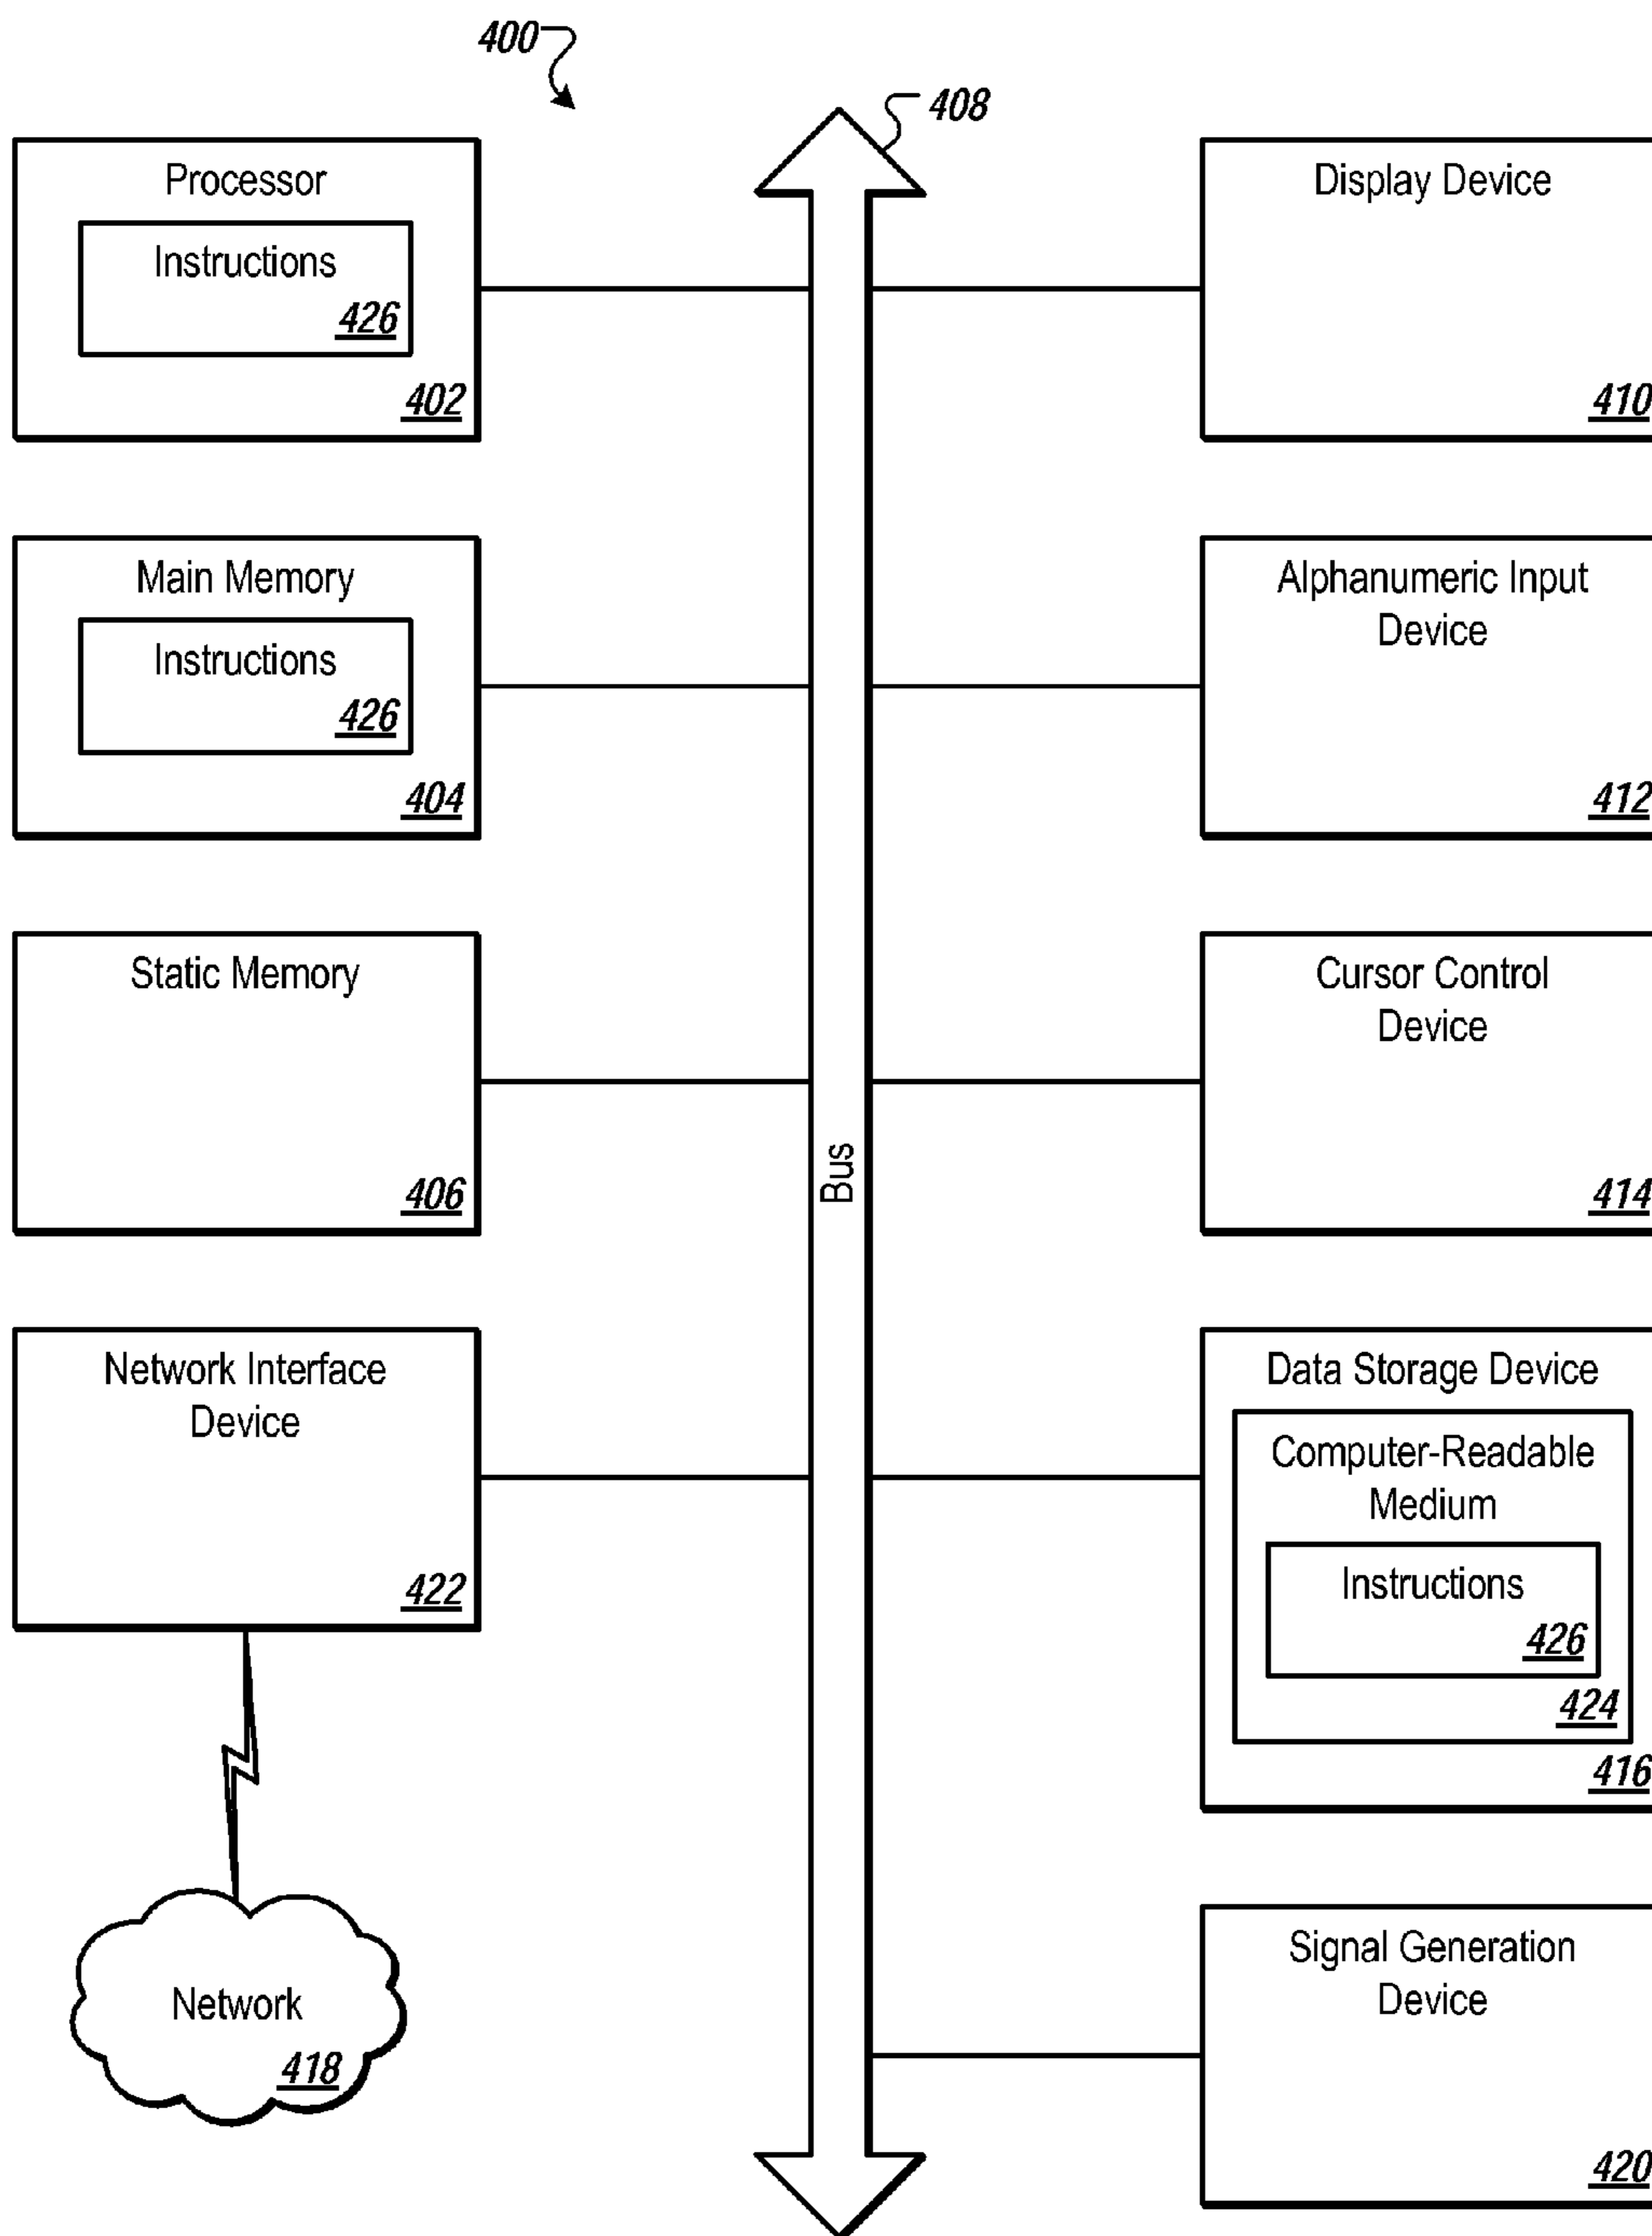 400
408
Processor
Instructions
426
402
Main Memory
Instructions
426
404
Static Memory
406
Network Interface
Device
422
Network
418
Bus
Display Device
410
Alphanumeric Input
Device
412
Cursor Control
Device
414
Data Storage Device
Computer-Readable
Medium
Instructions
426
424
416
Signal Generation
Device
420